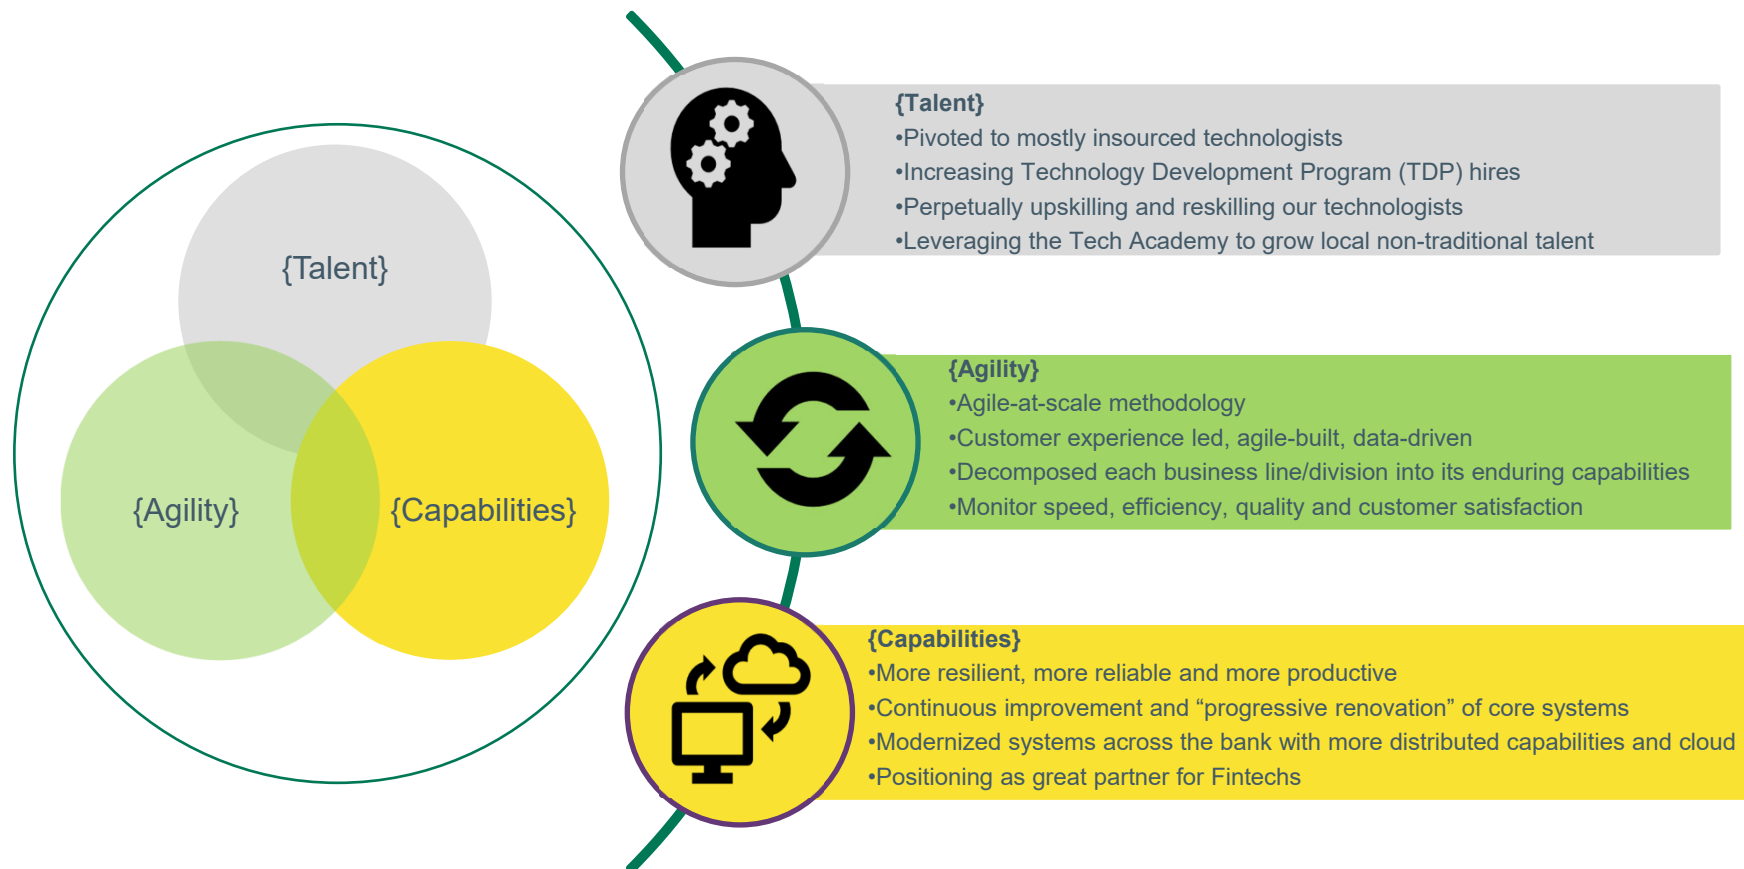 {Talent}
{Agility}
{Capabilities}
{Talent}
•Pivoted to mostly insourced technologists
•Increasing Technology Development Program (TDP) hires
•Perpetually upskilling and reskilling our technologists
•Leveraging the Tech Academy to grow local non-traditional talent
{Agility}
•Agile-at-scale methodology
•Customer experience led, agile-built, data-driven
•Decomposed each business line/division into its enduring capabilities
•Monitor speed, efficiency, quality and customer satisfaction
{Capabilities}
•More resilient, more reliable and more productive
•Continuous improvement and “progressive renovation” of core systems
•Modernized systems across the bank with more distributed capabilities and cloud
•Positioning as great partner for Fintechs